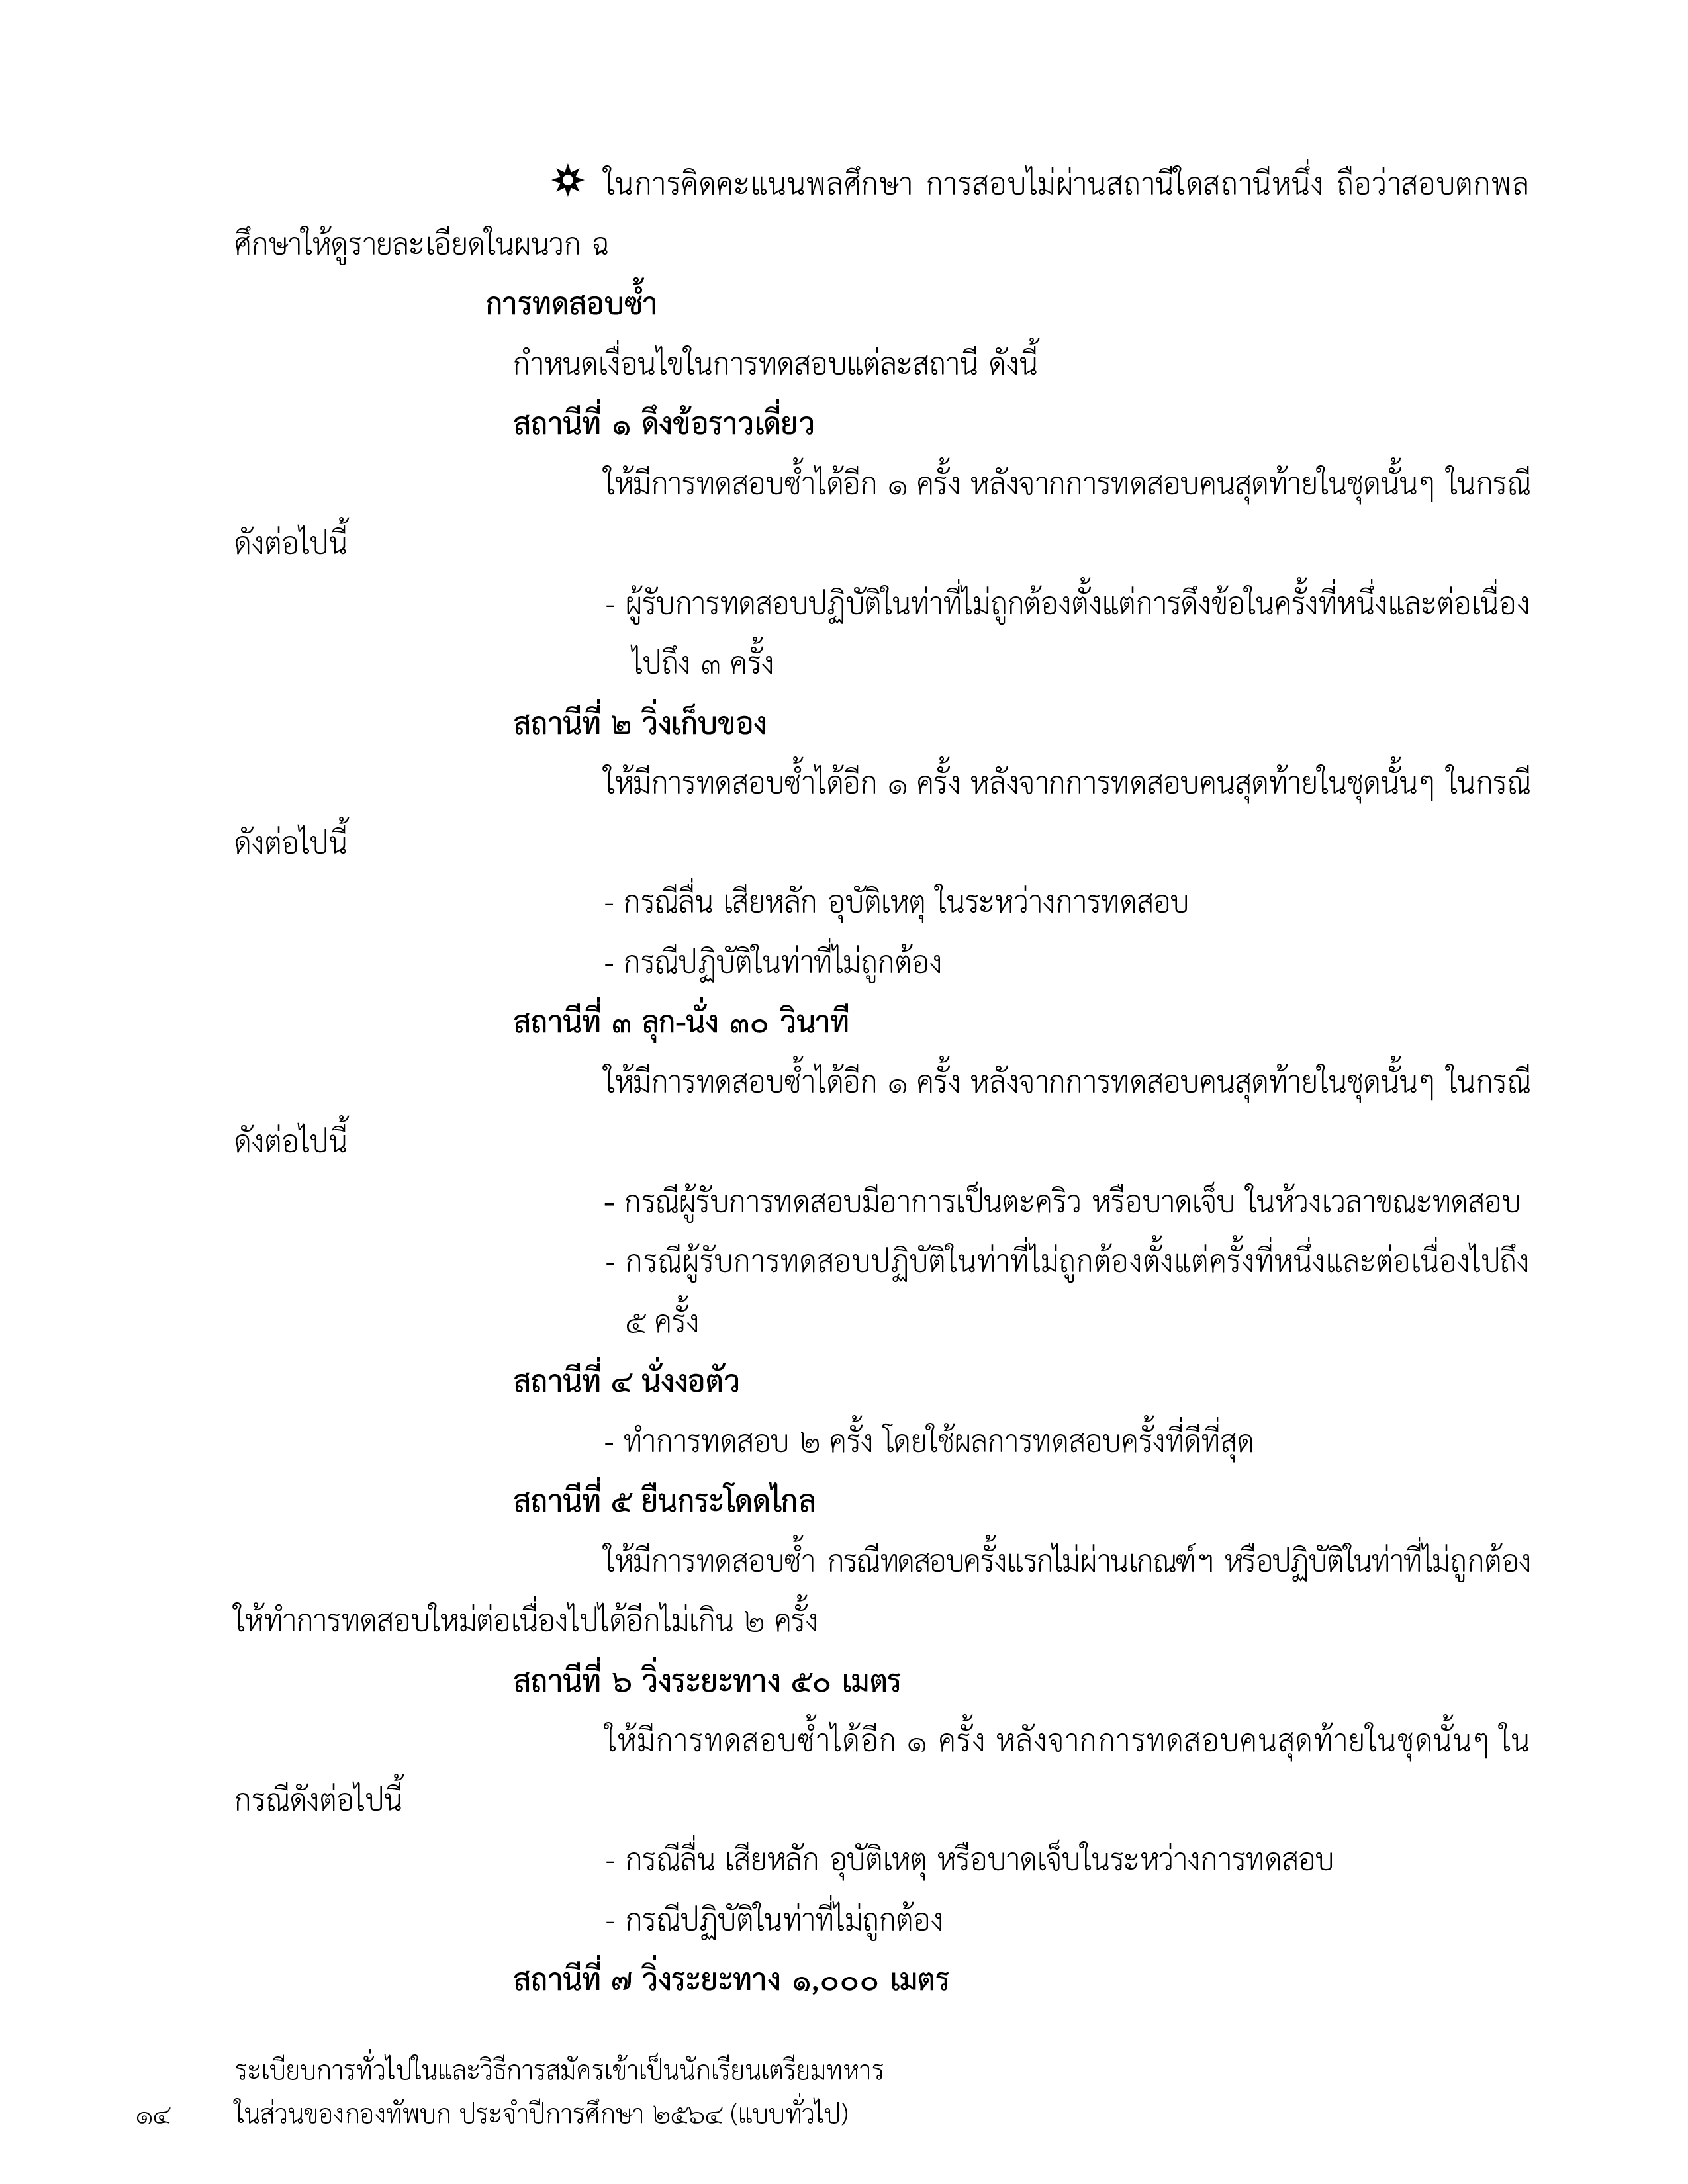 ✵ ในการคิดคะแนนพลศึกษา การสอบไม่ผ่านสถานีใดสถานีหนึ่ง ถือว่าสอบตกพล
ศึกษาให้ดูรายละเอียดในผนวก ฉ
การทดสอบซ้ำ
กำหนดเงื่อนไขในการทดสอบแต่ละสถานี ดังนี้
สถานีที่ ๑ ดึงข้อราวเดี่ยว
ให้มีการทดสอบซ้ำได้อีก ๑ ครั้ง หลังจากการทดสอบคนสุดท้ายในชุดนั้นๆ ในกรณี
ดังต่อไปนี้
- ผู้รับการทดสอบปฏิบัติในท่าที่ไม่ถูกต้องตั้งแต่การดึงข้อในครั้งที่หนึ่งและต่อเนื่อง
ไปถึง ๓ ครั้ง
สถานีที่ ๒ วิ่งเก็บของ
ให้มีการทดสอบซ้ำได้อีก ๑ ครั้ง หลังจากการทดสอบคนสุดท้ายในชุดนั้นๆ ในกรณี
ดังต่อไปนี้
- กรณีลื่น เสียหลัก อุบัติเหตุ ในระหว่างการทดสอบ
- กรณีปฏิบัติในท่าที่ไม่ถูกต้อง
สถานีที่ ๓ ลุก-นั่ง ๓๐ วินาที
ให้มีการทดสอบซ้ำได้อีก ๑ ครั้ง หลังจากการทดสอบคนสุดท้ายในชุดนั้นๆ ในกรณี
ดังต่อไปนี้
- กรณีผู้รับการทดสอบมีอาการเป็นตะคริว หรือบาดเจ็บ ในห้วงเวลาขณะทดสอบ
- กรณีผู้รับการทดสอบปฏิบัติในท่าที่ไม่ถูกต้องตั้งแต่ครั้งที่หนึ่งและต่อเนื่องไปถึง
๕ ครั้ง
สถานีที่ ๔ นั่งงอตัว
- ทำการทดสอบ ๒ ครั้ง โดยใช้ผลการทดสอบครั้งที่ดีที่สุด
สถานีที่ ๕ ยืนกระโดดไกล
ให้มีการทดสอบซ้ำ กรณีทดสอบครั้งแรกไม่ผ่านเกณฑ์ฯ หรือปฏิบัติในท่าที่ไม่ถูกต้อง
ให้ทำการทดสอบใหม่ต่อเนื่องไปได้อีกไม่เกิน ๒ ครั้ง
สถานีที่ ๖ วิ่งระยะทาง ๕๐ เมตร
ให้มีการทดสอบซ้ำได้อีก ๑ ครั้ง หลังจากการทดสอบคนสุดท้ายในชุดนั้นๆ ใน
กรณีดังต่อไปนี้
- กรณีลื่น เสียหลัก อุบัติเหตุ หรือบาดเจ็บในระหว่างการทดสอบ
- กรณีปฏิบัติในท่าที่ไม่ถูกต้อง
สถานีที่ ๗ วิ่งระยะทาง ๑,๐๐๐ เมตร
ระเบียบการทั่วไปในและวิธีการสมัครเข้าเป็นนักเรียนเตรียมทหาร
๑๔ ในส่วนของกองทัพบก ประจำปีการศึกษา ๒๕๖๔ (แบบทั่วไป)